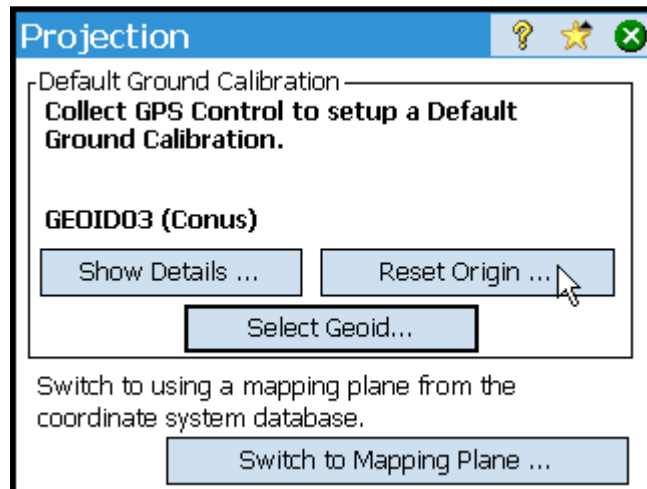 Projection
Default Ground Calibration
Collect GPS Control to setup a Default
Ground Calibration.
GEOID03 (Conus)
Show Details ...
Reset Origin ...
Select Geoid...
Switch to using a mapping plane from the
coordinate system database.
Switch to Mapping Plane ...